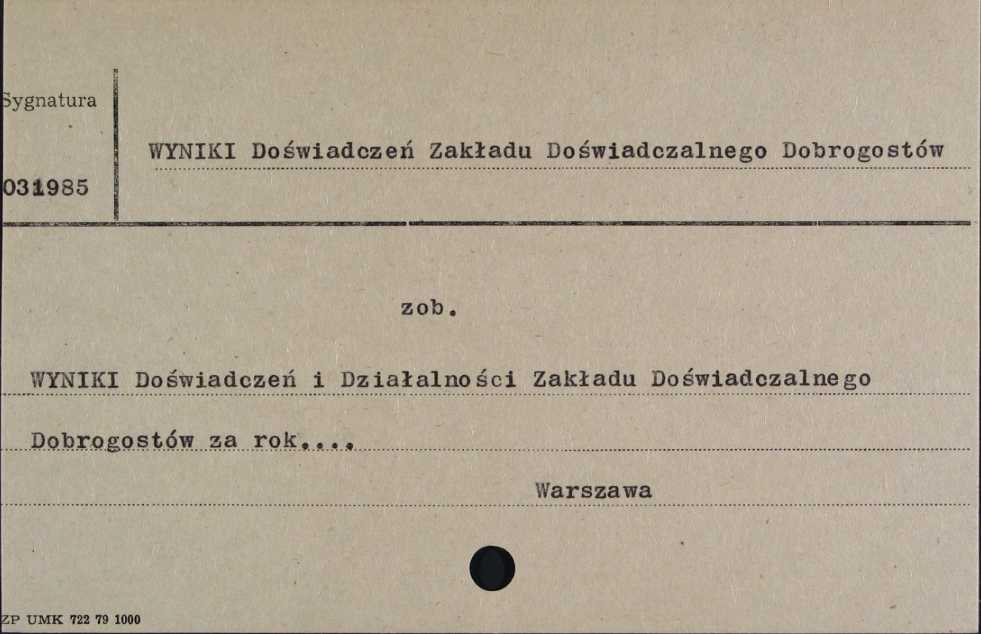 Sygnatura
WYNIKI Doświadczeń Zakładu Doświadczalnego Dobrogostów
031985
zob.
WYNIKI Doświadczeń i Działalności Zakładu Doświadczalnego
Dobrogostów za rok....
Warszawa
ZP UMK 722 79 1000